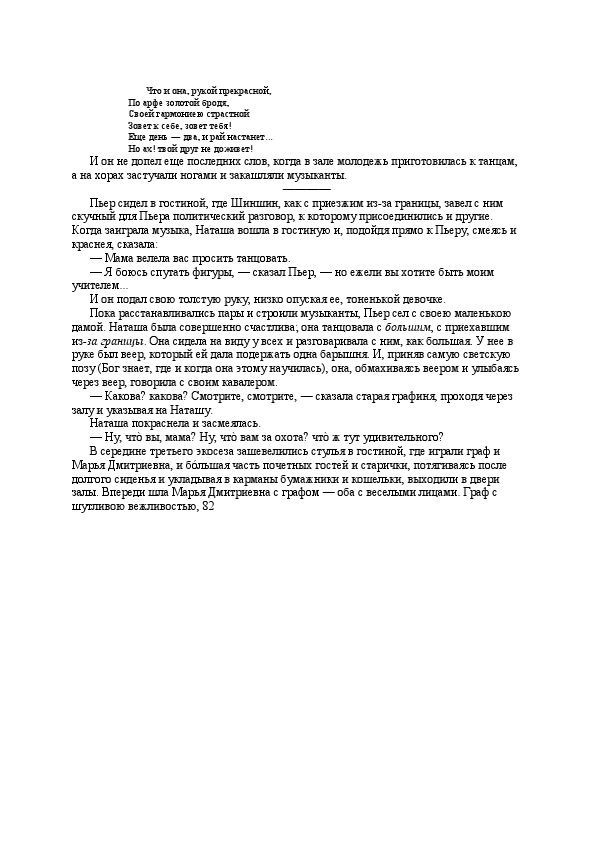 Что и она, рукой прекрасной,
По арфе золотой бродя,
Своей гармониею страстной
Зовет к себе, зовет тебя!
Еще день — два, и рай настанет...
Но ах! твой друг не доживет!
И он не допел еще последних слов, когда в зале молодежь приготовилась к танцам,
а на хорах застучали ногами и закашляли музыканты.
Пьер сидел в гостиной, где Шиншин, как с приезжим из-за границы, завел с ним
скучный для Пьера политический разговор, к которому присоединились и другие.
Когда заиграла музыка, Наташа вошла в гостиную и, подойдя прямо к Пьеру, смеясь и
краснея, сказала:
— Мама велела вас просить танцовать.
— Я боюсь спутать фигуры, — сказал Пьер, — но ежели вы хотите быть моим
учителем...
И он подал свою толстую руку, низко опуская ее, тоненькой девочке.
Пока расстанавливались пары и строили музыканты, Пьер сел с своею маленькою
дамой. Наташа была совершенно счастлива; она танцовала с большим, с приехавшим
из-за границы. Она сидела на виду у всех и разговаривала с ним, как большая. У нее в
руке был веер, который ей дала подержать одна барышня. И, приняв самую светскую
позу (Бог знает, где и когда она этому научилась), она, обмахиваясь веером и улыбаясь
через веер, говорила с своим кавалером.
— Какова? какова? Смотрите, смотрите, — сказала старая графиня, проходя через
залу и указывая на Наташу.
Наташа покраснела и засмеялась.
— Ну, что̀ вы, мама? Ну, что̀ вам за охота? что̀ ж тут удивительного?
В середине третьего экосеза зашевелились стулья в гостиной, где играли граф и
Марья Дмитриевна, и бо́льшая часть почетных гостей и старички, потягиваясь после
долгого сиденья и укладывая в карманы бумажники и кошельки, выходили в двери
залы. Впереди шла Марья Дмитриевна с графом — оба с веселыми лицами. Граф с
шутливою вежливостью, 82